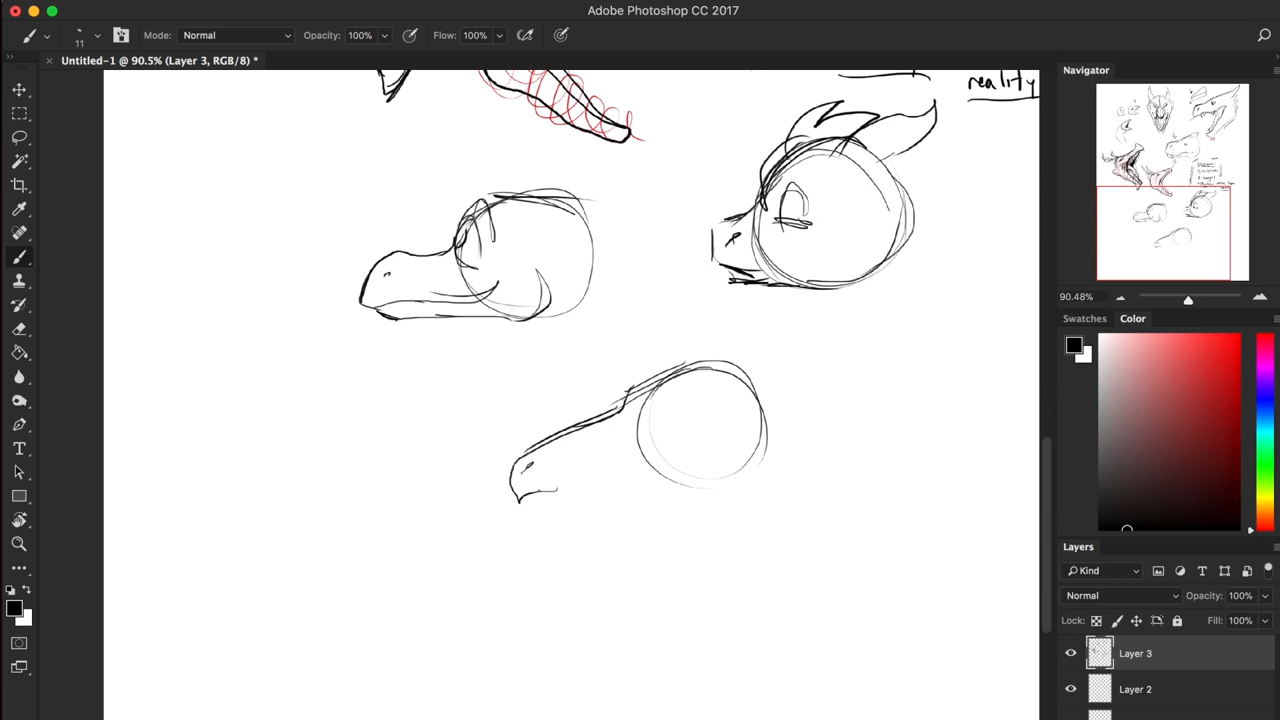 Adobe Photoshop CC 2017
11
Mode: Normal
Opacity: 100%
Flow: 100%
Untitled-1 @ 90.5% (Layer 3, RGB/8) *
reality
Navigator
90.48%
Swatches
Color
Layers
Kind
Normal
Opacity: 100%
Lock:
Fill: 100%
Layer 3
Layer 2